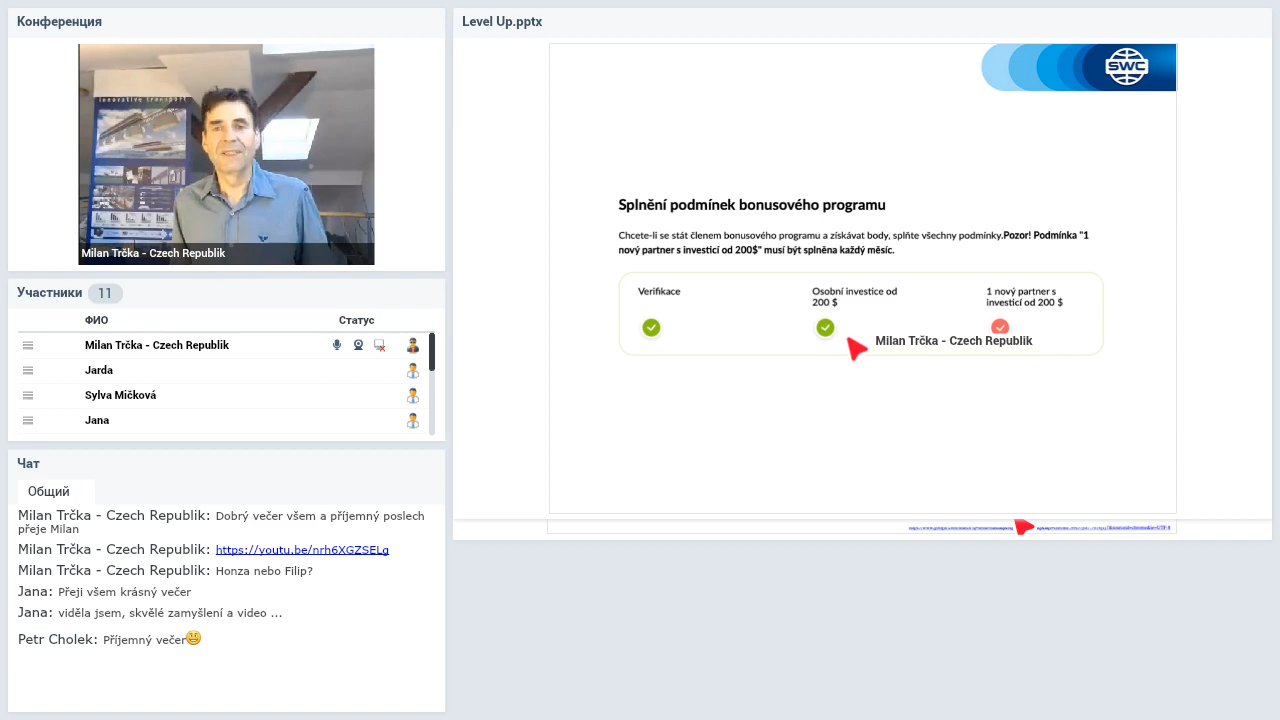 Конференция
innovative transport
Milan Trčka - Czech Republik
Участники 11
ФИО Статус
Milan Trčka - Czech Republik
Jarda
Sylva Mičková
Jana
Чат
Общий
Milan Trčka - Czech Republik: Dobrý večer všem a příjemný poslech
přeje Milan
Milan Trčka - Czech Republik: https://youtu.be/nrh6XGZSELg
Milan Trčka - Czech Republik: Honza nebo Filip?
Jana: Přeji všem krásný večer
Jana: viděla jsem, skvělé zamyšlení a video ...
Petr Cholek: Příjemný večer
Level Up.pptx
SWC
Splnění podmínek bonusového programu
Chcete-li se stát členem bonusového programu a získávat body, splňte všechny podmínky.Pozor! Podmínka "1
nový partner s investicí od 200$" musí být splněna každý měsíc.
Verifikace
Osobní investice od
200 $
1 nový partner s
investicí od 200 $
Milan Trčka - Czech Republik